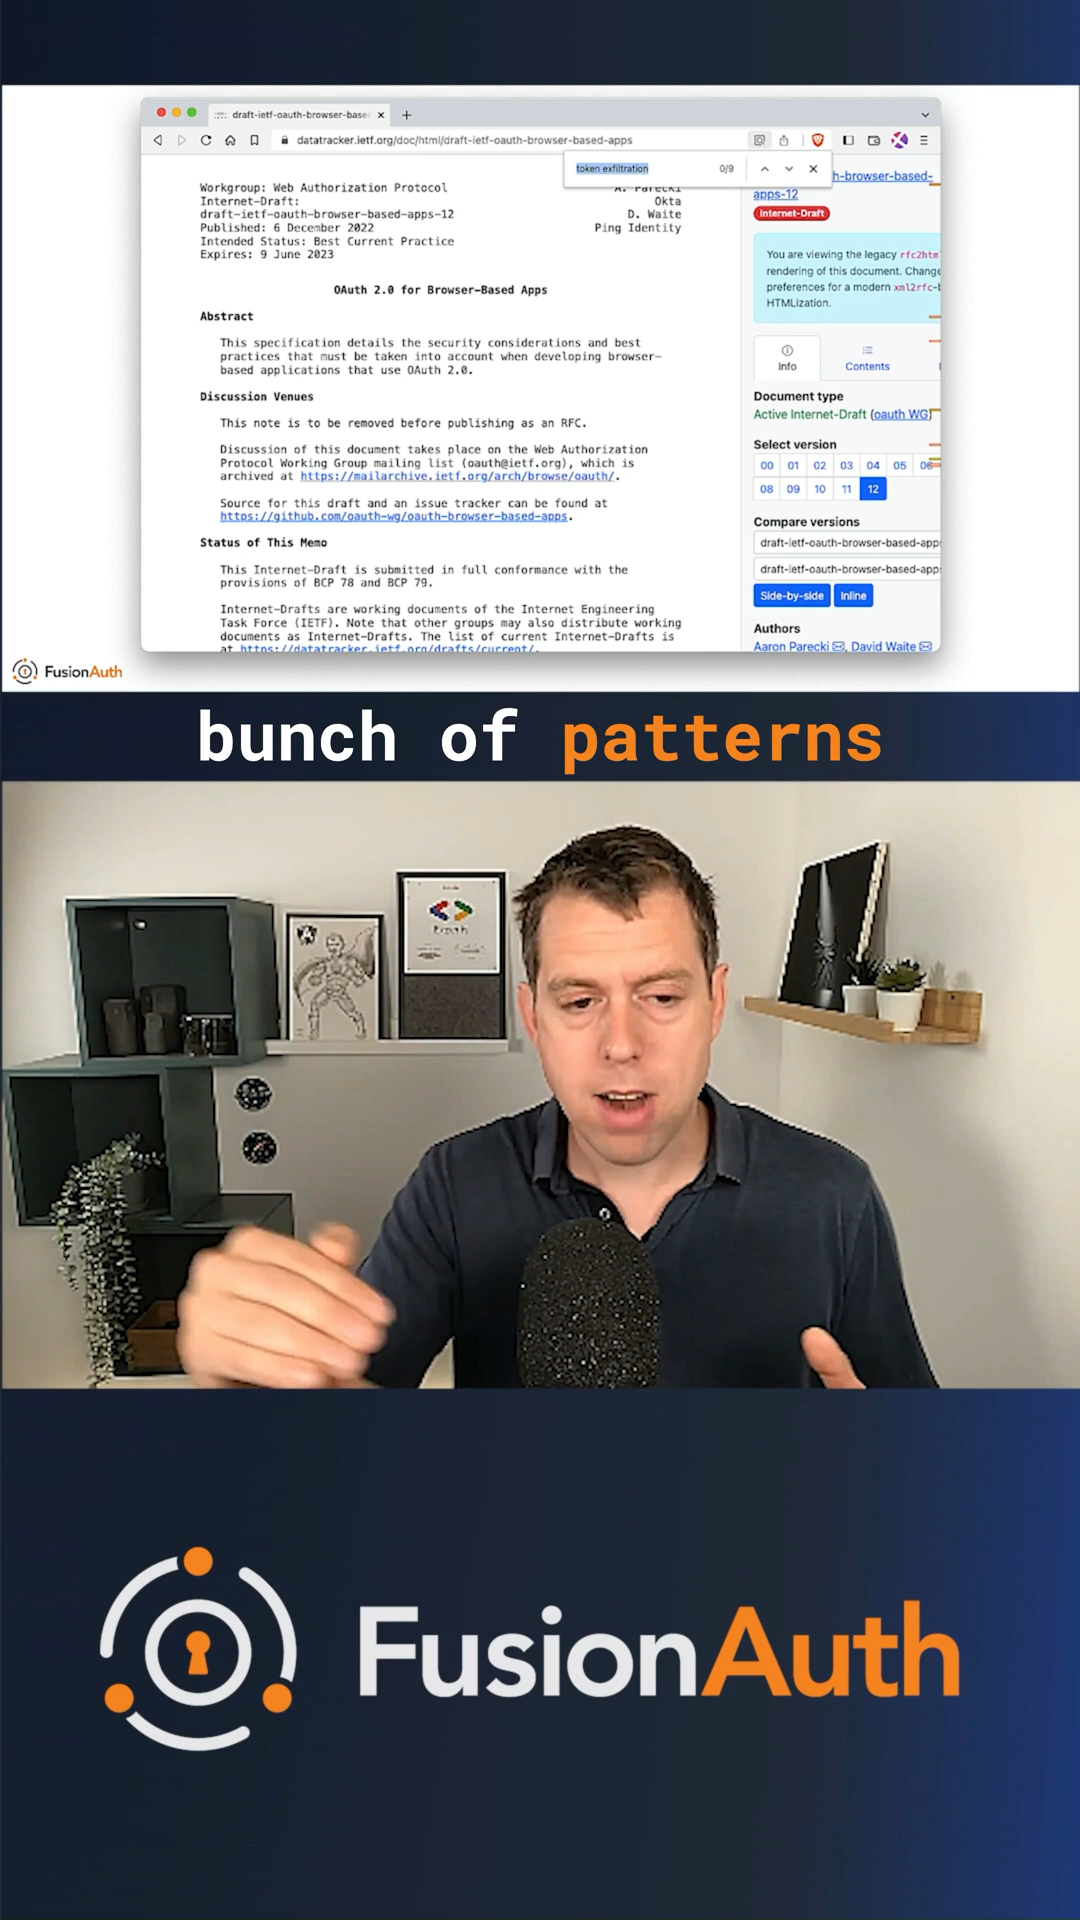 draft-ietf-oauth-browser-base
datatracker.ietf.org/doc/html/draft-ietf-oauth-browser-based-apps
token exfiltration 0/9
Workgroup: Web Authorization Protocol A. Parecki
Internet-Draft: Okta
draft-ietf-oauth-browser-based-apps-12 D. Waite
Published: 6 December 2022 Ping Identity
Intended Status: Best Current Practice
Expires: 9 June 2023
OAuth 2.0 for Browser-Based Apps
Abstract
This specification details the security considerations and best
practices that must be taken into account when developing browser-
based applications that use OAuth 2.0.
Discussion Venues
This note is to be removed before publishing as an RFC.
Discussion of this document takes place on the Web Authorization
Protocol Working Group mailing list (oauth@ietf.org), which is
archived at https://mailarchive.ietf.org/arch/browse/oauth/.
Source for this draft and an issue tracker can be found at
https://github.com/oauth-wg/oauth-browser-based-apps.
Status of This Memo
This Internet-Draft is submitted in full conformance with the
provisions of BCP 78 and BCP 79.
Internet-Drafts are working documents of the Internet Engineering
Task Force (IETF). Note that other groups may also distribute working
documents as Internet-Drafts. The list of current Internet-Drafts is
at https://datatracker.ietf.org/drafts/current/.
h-browser-based-
apps-12
Internet-Draft
You are viewing the legacy rfc2html
rendering of this document. Change
preferences for a modern xml2rfc-b
HTMLization.
Info
Contents
Document type
Active Internet-Draft (oauth WG)
Select version
00 01 02 03 04 05 06
08 09 10 11 12
Compare versions
draft-ietf-oauth-browser-based-app
draft-ietf-oauth-browser-based-app
Side-by-side Inline
Authors
Aaron Parecki, David Waite
FusionAuth
bunch of patterns
Experts
FusionAuth